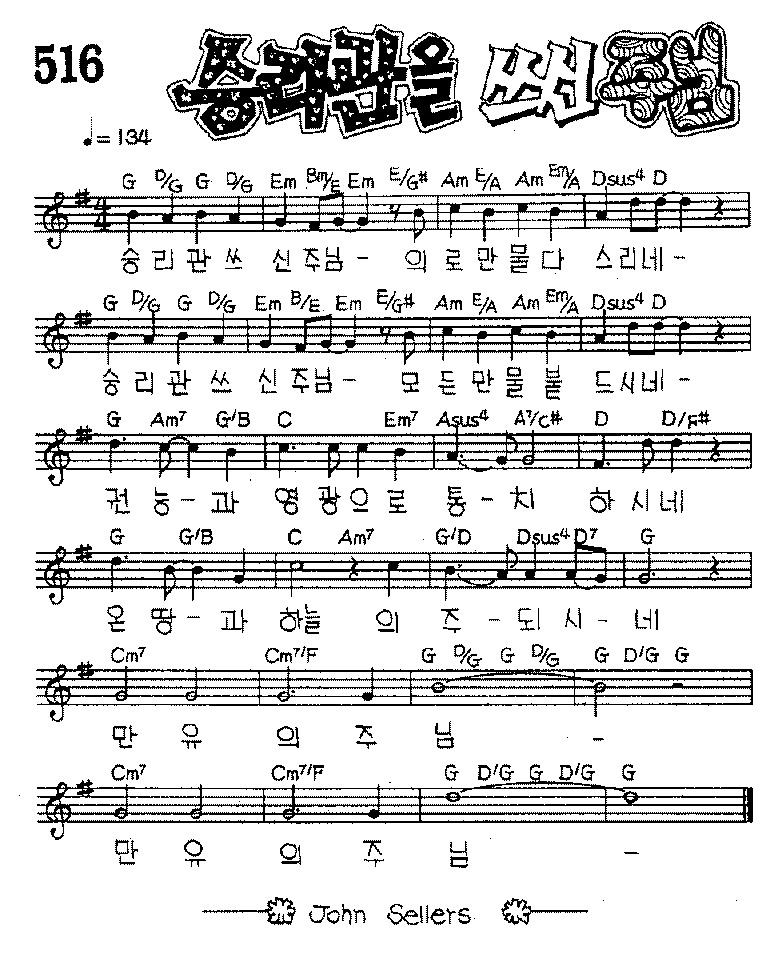 516
승리관을 쓰신 주님
♩= 134
G D/G G D/G Em Bm/E Em E/G# Am E/A Am Em/A Dsus4 D
승 리 관 쓰 신 주님 - 의 로 만 물 다 스 리 네 -
G D/G G D/G Em B/E Em E/G# Am E/A Am Em/A Dsus4 D
승 리 관 쓰 신 주님 - 모 든 만 물 붙 드 시 네 -
G Am7 G/B C Em7 Asus4 A7/C# D D/F#
권 능 - 과 영 광 으 로 통 - 치 하 시 네
G G/B C Am7 G/D Dsus4 D7 G
온 땅 - 과 하늘 의 주 - 되 시 - 네
Cm7 Cm7/F G D/G G D/G G D/G G
만 유 의 주 님 -
Cm7 Cm7/F G D/G G D/G G
만 유 의 주 님 -
John Sellers